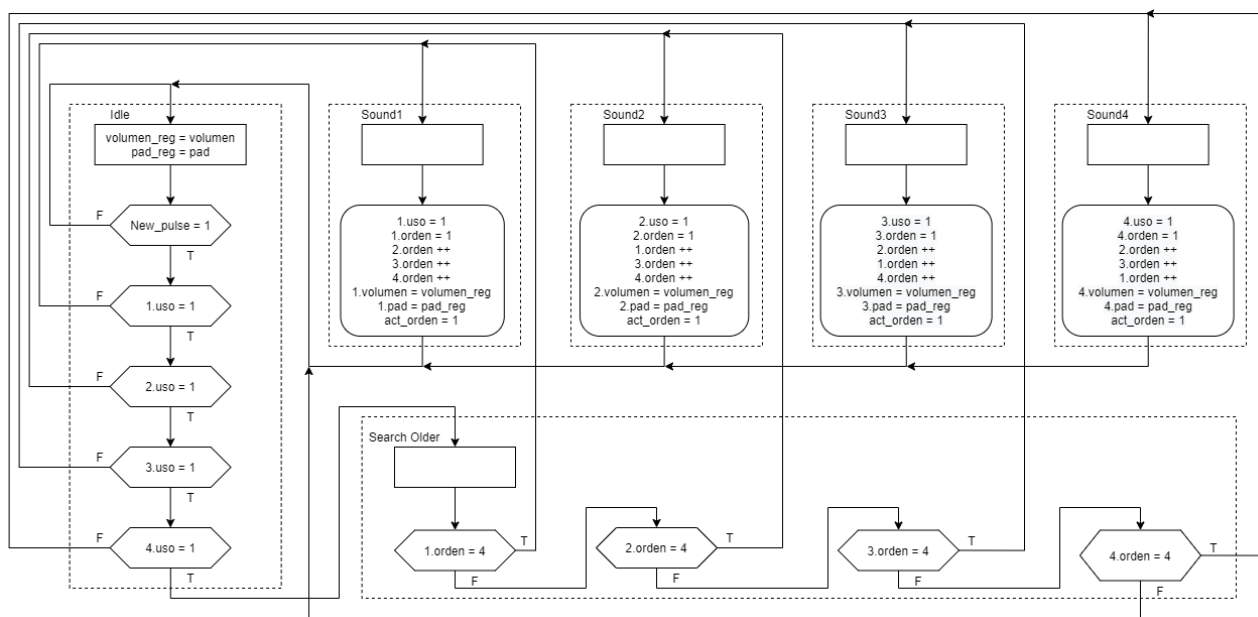 Idle
volumen_reg = volumen
pad_reg = pad
F
New_pulse = 1
T
F
1.uso = 1
T
F
2.uso = 1
T
F
3.uso = 1
T
F
4.uso = 1
T
Sound1
1.uso = 1
1.orden = 1
2.orden ++
3.orden ++
4.orden ++
1.volumen = volumen_reg
1.pad = pad_reg
act_orden = 1
Sound2
2.uso = 1
2.orden = 1
1.orden ++
3.orden ++
4.orden ++
2.volumen = volumen_reg
2.pad = pad_reg
act_orden = 1
Sound3
3.uso = 1
3.orden = 1
2.orden ++
1.orden ++
4.orden ++
3.volumen = volumen_reg
3.pad = pad_reg
act_orden = 1
Sound4
4.uso = 1
4.orden = 1
2.orden ++
3.orden ++
1.orden ++
4.volumen = volumen_reg
4.pad = pad_reg
act_orden = 1
Search Older
1.orden = 4
T
F
2.orden = 4
T
F
3.orden = 4
T
F
4.orden = 4
T
F